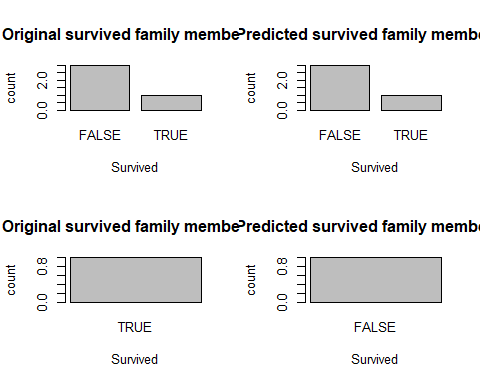 Original survived family membe
Predicted survived family membe
count
2.0
0.0
FALSE TRUE
Survived
count
2.0
0.0
FALSE TRUE
Survived
Original survived family membe
Predicted survived family membe
count
0.8
0.0
TRUE
Survived
count
0.8
0.0
FALSE
Survived